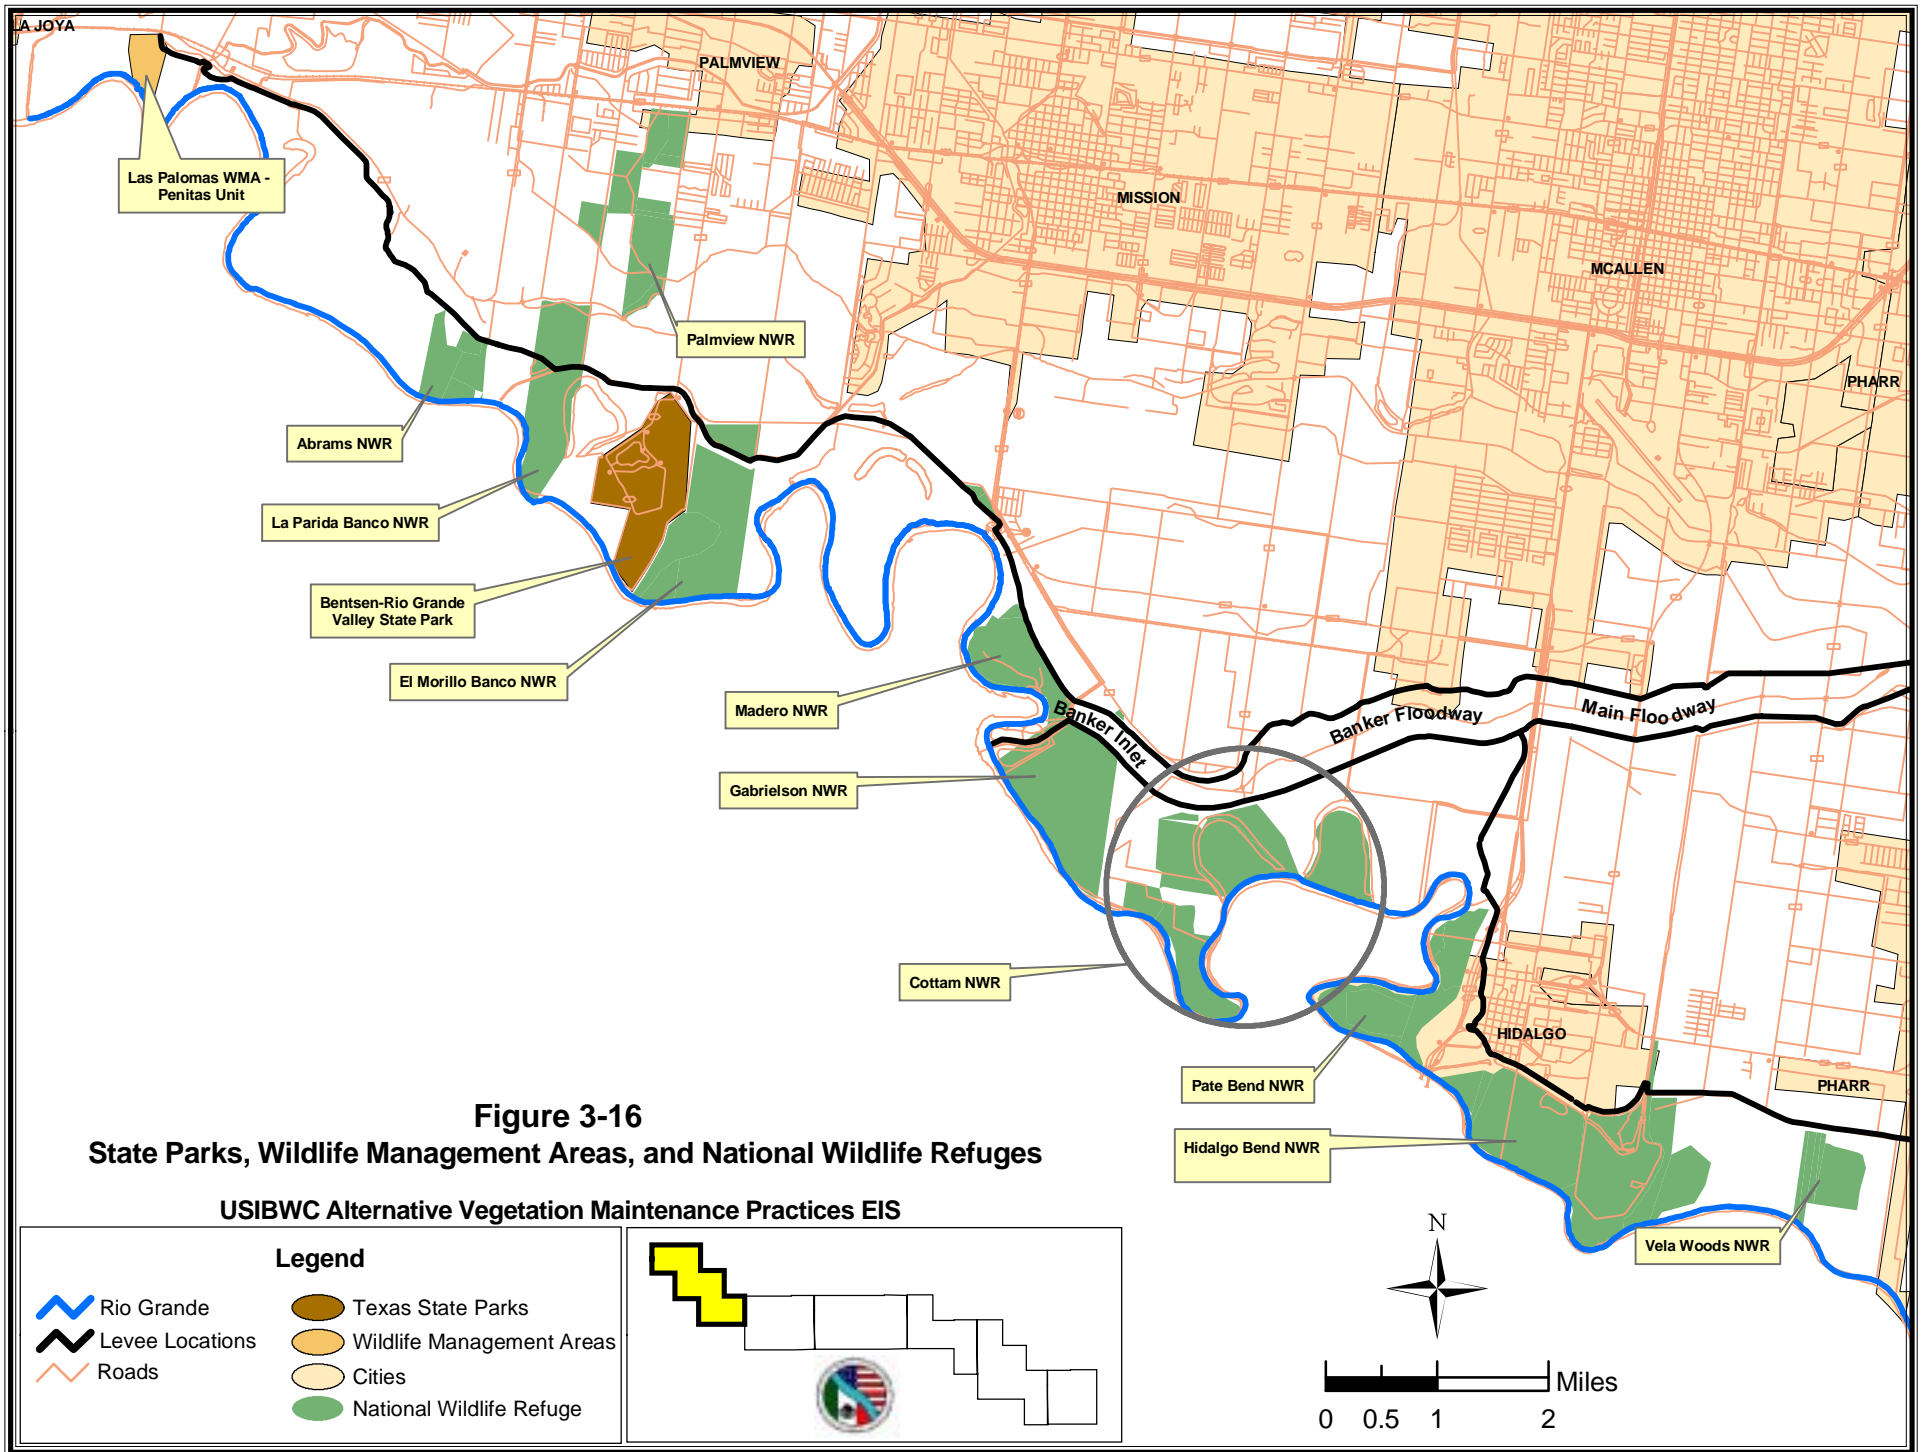 LA JOYA
PALMVIEW
Las Palomas WMA -
Penitas Unit
MISSION
MCALLEN
Palmview NWR
PHARR
Abrams NWR
La Parida Banco NWR
Bentsen-Rio Grande
Valley State Park
El Morillo Banco NWR
Madero NWR
Banker Inlet
Banker Floodway
Main Floodway
Gabrielson NWR
Cottam NWR
HIDALGO
Pate Bend NWR
PHARR
Hidalgo Bend NWR
Vela Woods NWR
Figure 3-16
State Parks, Wildlife Management Areas, and National Wildlife Refuges
USIBWC Alternative Vegetation Maintenance Practices EIS
Legend
Rio Grande
Levee Locations
Roads
Texas State Parks
Wildlife Management Areas
Cities
National Wildlife Refuge
N
Miles
0 0.5 1 2